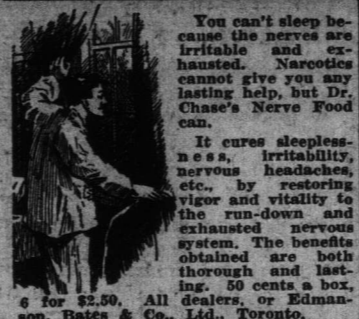 You can't sleep be-
cause the nerves are
irritable and ex-
hausted. Narcotics
cannot give you any
lasting help, but Dr.
Chase's Nerve Food
can.
It cures sleepless-
ness, irritability,
nervous headaches,
etc., by restoring
vigor and vitality to
the run-down and
exhausted nervous
system. The benefits
obtained are both
thorough and last-
ing. 50 cents a box,
6 for $2.50. All dealers, or Edman-
son, Bates & Co., Ltd., Toronto.